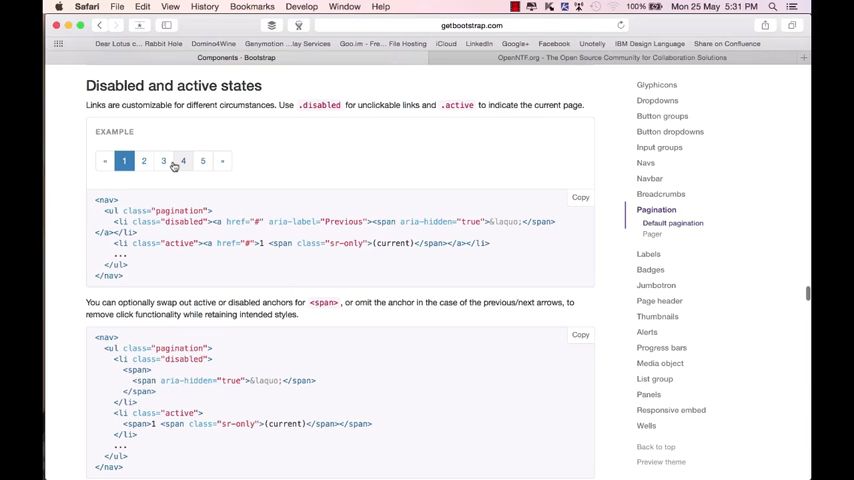 Safari File Edit View History Bookmarks Develop Window Help 100% Mon 25 May 5:31 PM
getbootstrap.com
Dear Lotus c... Rabbit Hole Domino4Wine Genymotion ...lay Services Goo.im - Fre... File Hosting iCloud LinkedIn Google+ Facebook Unotelly IBM Design Language Share on Confluence
Components · Bootstrap OpenNTF.org - The Open Source Community for Collaboration Solutions +
Disabled and active states
Links are customizable for different circumstances. Use .disabled for unclickable links and .active to indicate the current page.
EXAMPLE
« 1 2 3 4 5 »
Copy
<nav>
<ul class="pagination">
<li class="disabled"><a href="#" aria-label="Previous"><span aria-hidden="true">&laquo;</span>
</a></li>
<li class="active"><a href="#">1 <span class="sr-only">(current)</span></a></li>
...
</ul>
</nav>
You can optionally swap out active or disabled anchors for <span>, or omit the anchor in the case of the previous/next arrows, to
remove click functionality while retaining intended styles.
Copy
<nav>
<ul class="pagination">
<li class="disabled">
<span>
<span aria-hidden="true">&laquo;</span>
</span>
</li>
<li class="active">
<span>1 <span class="sr-only">(current)</span></span>
</li>
...
</ul>
</nav>
Glyphicons
Dropdowns
Button groups
Button dropdowns
Input groups
Navs
Navbar
Breadcrumbs
Pagination
Default pagination
Pager
Labels
Badges
Jumbotron
Page header
Thumbnails
Alerts
Progress bars
Media object
List group
Panels
Responsive embed
Wells
Back to top
Preview theme